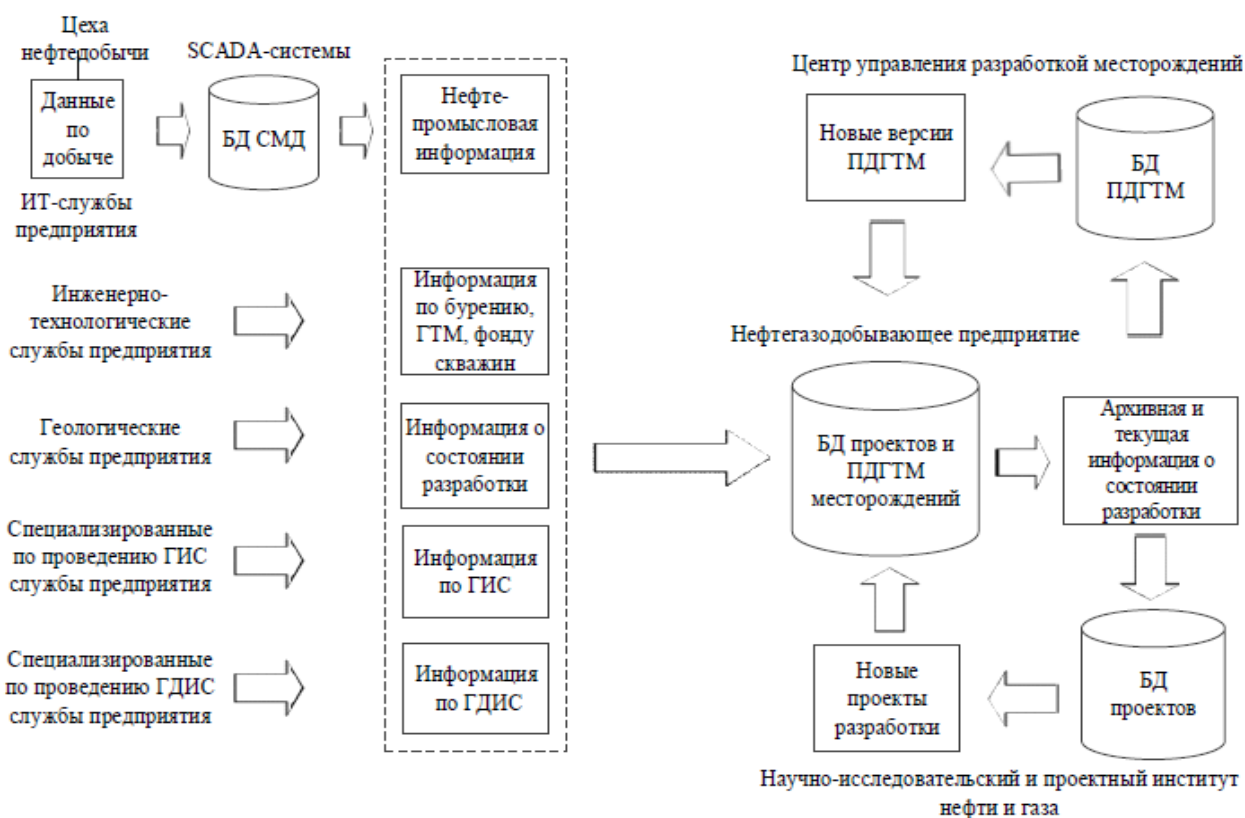 Цеха
нефтедобычи
SCADA-системы
Данные
по
добыче
БД СМД
Нефте-
промысловая
информация
ИТ-службы
предприятия
Инженерно-
технологические
службы предприятия
Информация
по бурению,
ГТМ, фонду
скважин
Геологические
службы предприятия
Информация о
состоянии
разработки
Специализированные
по проведению ГИС
службы предприятия
Информация
по ГИС
Специализированные
по проведению ГДИС
службы предприятия
Информация
по ГДИС
Центр управления разработкой месторождений
Новые версии
ПДГТМ
БД
ПДГТМ
Нефтегазодобывающее предприятие
БД проектов и
ПДГТМ
месторождений
Архивная и
текущая
информация о
состоянии
разработки
Новые
проекты
разработки
БД
проектов
Научно-исследовательский и проектный институт
нефти и газа